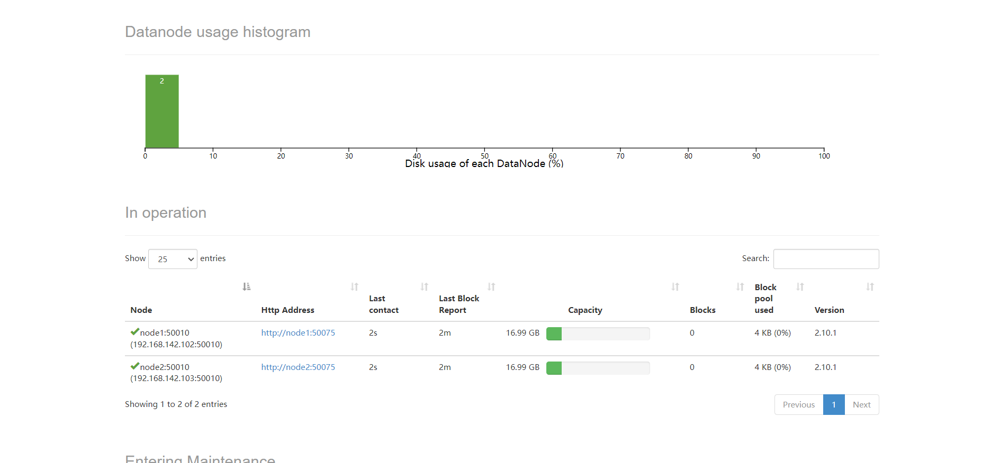 Datanode usage histogram
2
0 10 20 30 40 50 60 70 80 90 100
Disk usage of each DataNode (%)
In operation
Show 25 entries Search:
Node Http Address Last contact Last Block Report Capacity Blocks Block pool used Version
node1:50010 http://node1:50075 2s 2m 16.99 GB 0 4 KB (0%) 2.10.1
(192.168.142.102:50010)
node2:50010 http://node2:50075 2s 2m 16.99 GB 0 4 KB (0%) 2.10.1
(192.168.142.103:50010)
Showing 1 to 2 of 2 entries Previous 1 Next
Entering Maintenance